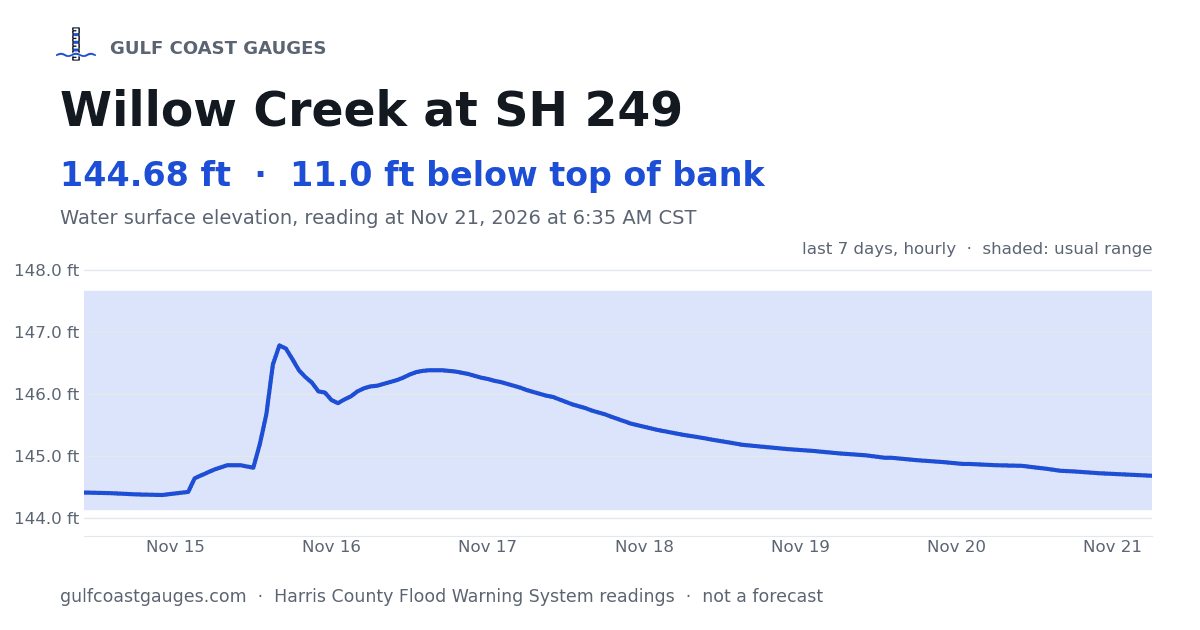 GULF COAST GAUGES
Willow Creek at SH 249
144.68 ft · 11.0 ft below top of bank
Water surface elevation, reading at Nov 21, 2026 at 6:35 AM CST
last 7 days, hourly · shaded: usual range
148.0 ft
147.0 ft
146.0 ft
145.0 ft
144.0 ft
Nov 15 Nov 16 Nov 17 Nov 18 Nov 19 Nov 20 Nov 21
gulfcoastgauges.com · Harris County Flood Warning System readings · not a forecast